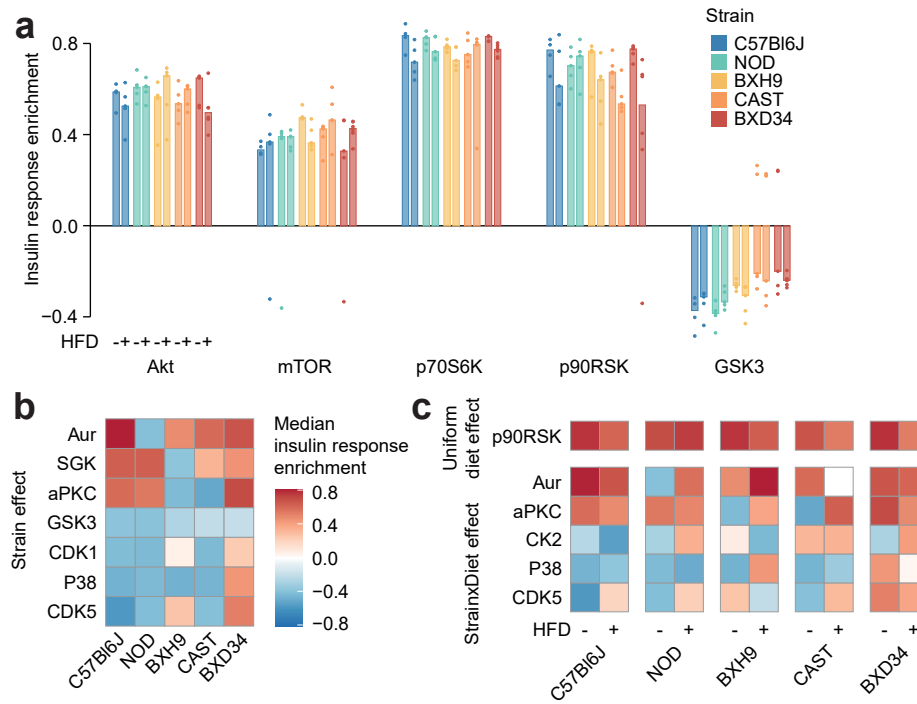 a
Strain
C57Bl6J
NOD
BXH9
CAST
BXD34
Insulin response enrichment
0.8
0.4
0.0
−0.4
HFD -+ -+ -+ -+ -+
Akt mTOR p70S6K p90RSK GSK3
b
Strain effect
Aur
SGK
aPKC
GSK3
CDK1
P38
CDK5
C57Bl6J NOD BXH9 CAST BXD34
Median
insulin response
enrichment
0.8
0.4
0.0
−0.4
−0.8
c
Uniform
diet effect
p90RSK
StrainxDiet effect
Aur
aPKC
CK2
P38
CDK5
HFD - + - + - + - + - +
C57Bl6J NOD BXH9 CAST BXD34